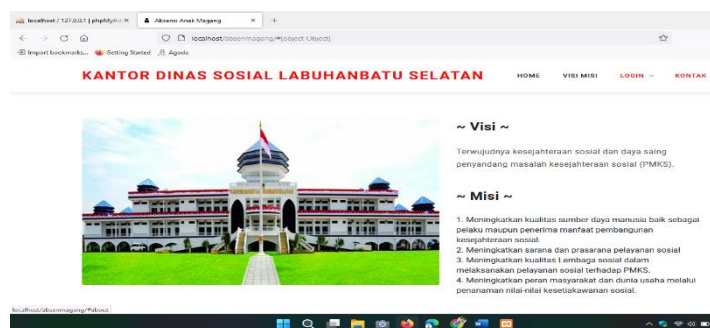 localhost / 127.0.0.1 | phpMyAd
Absensi Anak Magang
localhost/absenmagang/#[object Object]
Import bookmarks...
Getting Started
Agoda
KANTOR DINAS SOSIAL LABUHANBATU SELATAN
HOME
VISI MISI
LOGIN
KONTAK
~ Visi ~
Terwujudnya kesejahteraan sosial dan daya saing
penyandang masalah kesejahteraan sosial (PMKS).
~ Misi ~
1. Meningkatkan kualitas sumber daya manusia baik sebagai
pelaku maupun penerima manfaat pembangunan
kesejahteraan sosial.
2. Meningkatkan sarana dan prasarana pelayanan sosial
3. Meningkatkan kualitas Lembaga sosial dalam
melaksanakan pelayanan sosial terhadap PMKS.
4. Meningkatkan peran masyarakat dan dunia usaha melalui
penanaman nilai-nilai kesetiakawanan sosial.
localhost/absenmagang/#about